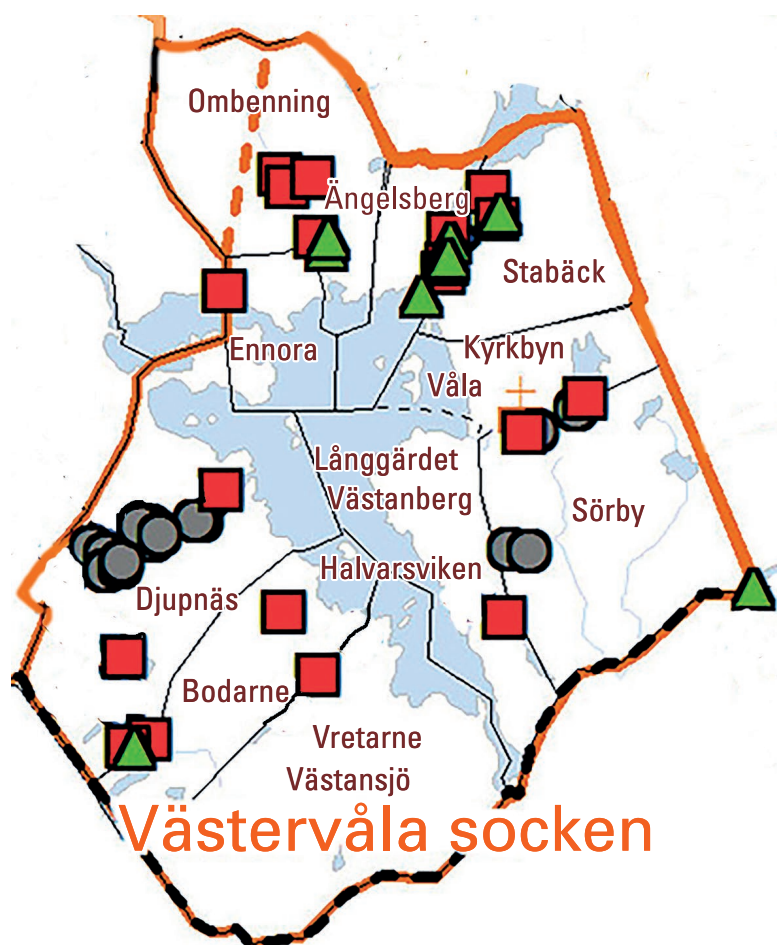 Ombenning
Ängelsberg
Stabäck
Ennora
Kyrkbyn
Våla
Långgärdet
Västanberg
Sörby
Halvarsviken
Djupnäs
Bodarne
Vretarne
Västansjö
Västervåla socken